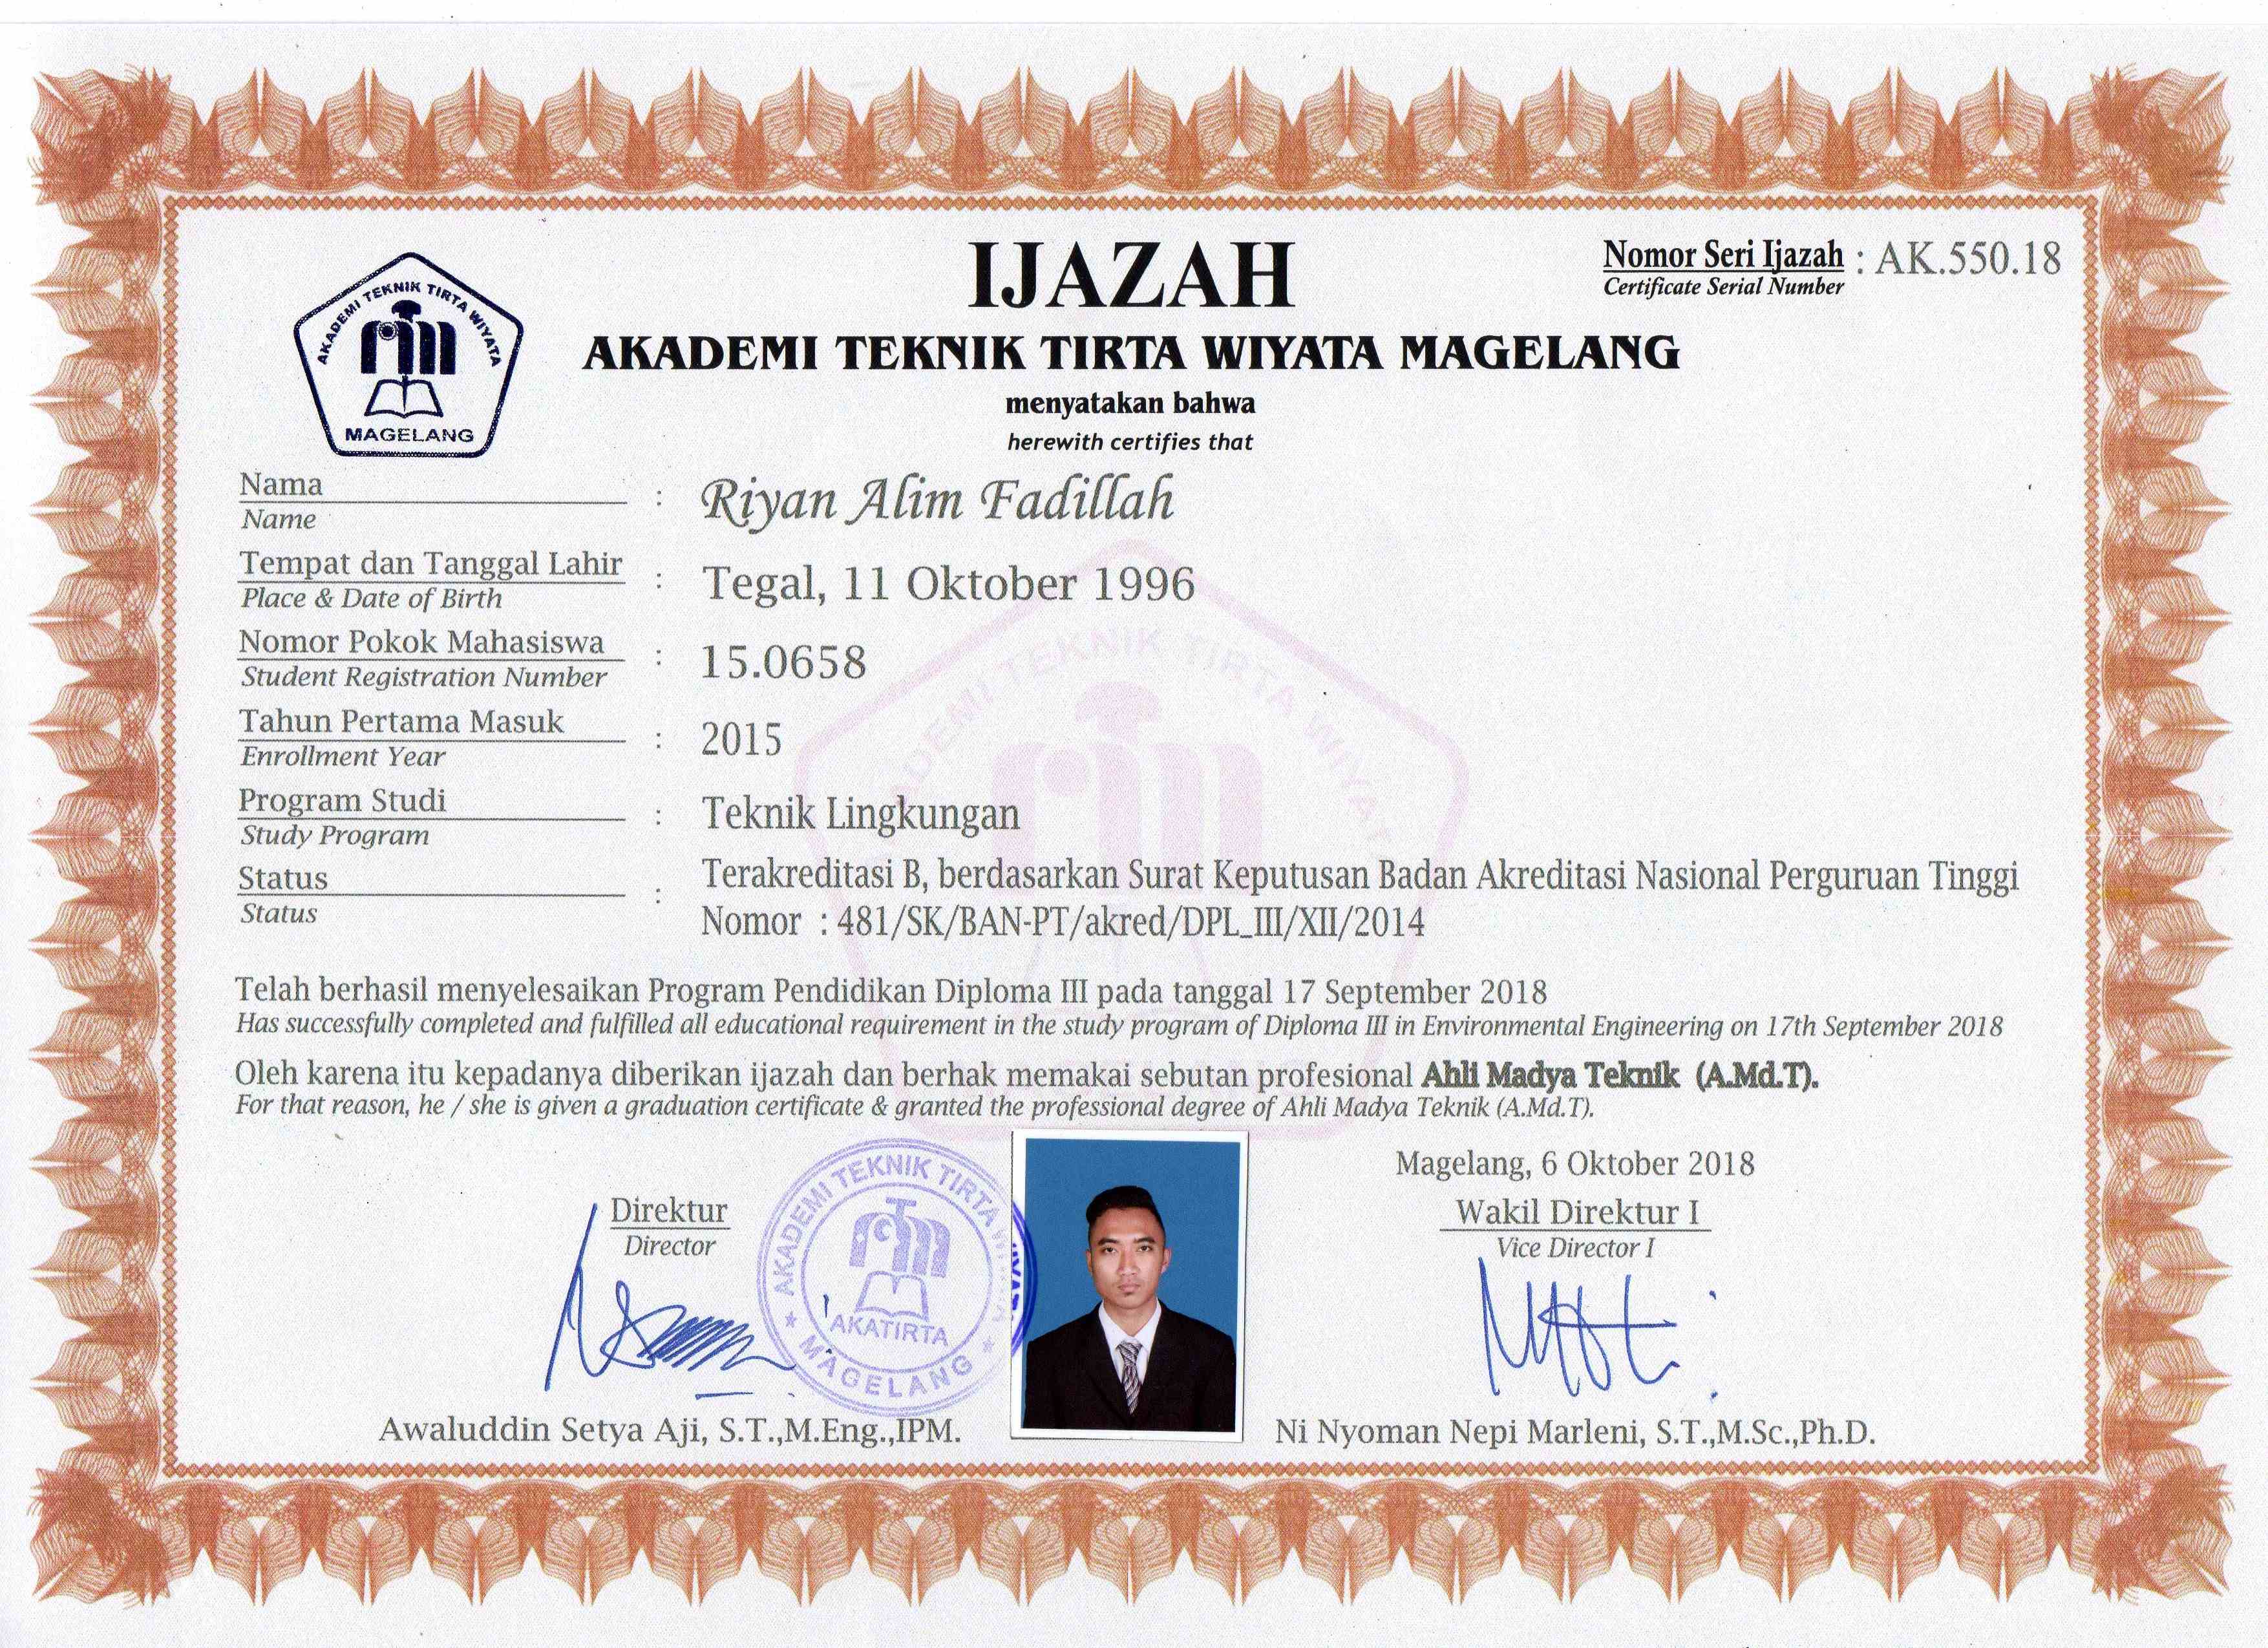 IJAZAH
Nomor Seri Ijazah : AK.550.18
Certificate Serial Number
AKADEMI TEKNIK TIRTA WIYATA
MAGELANG
AKADEMI TEKNIK TIRTA WIYATA MAGELANG
menyatakan bahwa
herewith certifies that
Nama : Riyan Alim Fadillah
Name
Tempat dan Tanggal Lahir : Tegal, 11 Oktober 1996
Place & Date of Birth
Nomor Pokok Mahasiswa : 15.0658
Student Registration Number
Tahun Pertama Masuk : 2015
Enrollment Year
Program Studi : Teknik Lingkungan
Study Program
Status : Terakreditasi B, berdasarkan Surat Keputusan Badan Akreditasi Nasional Perguruan Tinggi
Status
Nomor : 481/SK/BAN-PT/akred/DPL_III/XII/2014
Telah berhasil menyelesaikan Program Pendidikan Diploma III pada tanggal 17 September 2018
Has successfully completed and fulfilled all educational requirement in the study program of Diploma III in Environmental Engineering on 17th September 2018
Oleh karena itu kepadanya diberikan ijazah dan berhak memakai sebutan profesional Ahli Madya Teknik (A.Md.T).
For that reason, he / she is given a graduation certificate & granted the professional degree of Ahli Madya Teknik (A.Md.T).
Magelang, 6 Oktober 2018
Direktur
Director
Wakil Direktur I
Vice Director I
AKADEMI TEKNIK TIRTA
AKATIRTA
MAGELANG
Awaluddin Setya Aji, S.T.,M.Eng.,IPM.
Ni Nyoman Nepi Marleni, S.T.,M.Sc.,Ph.D.